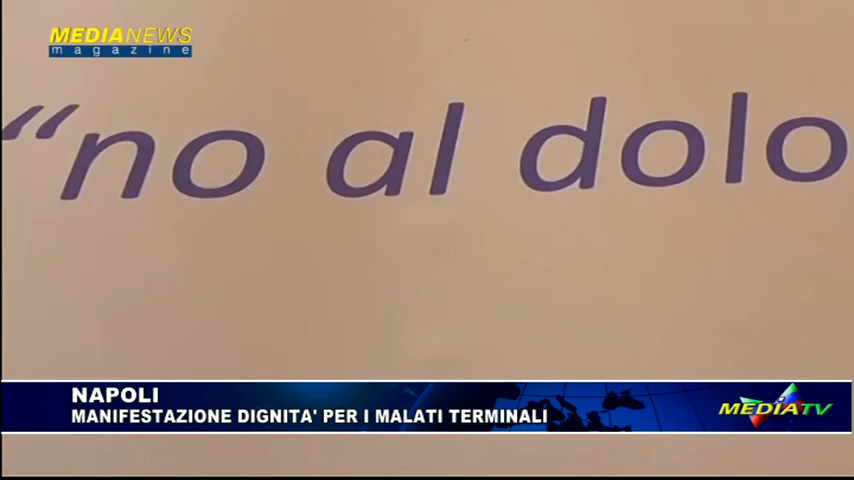 MEDIANEWS
magazine
“no al dolo
NAPOLI
MANIFESTAZIONE DIGNITA' PER I MALATI TERMINALI
MEDIATV